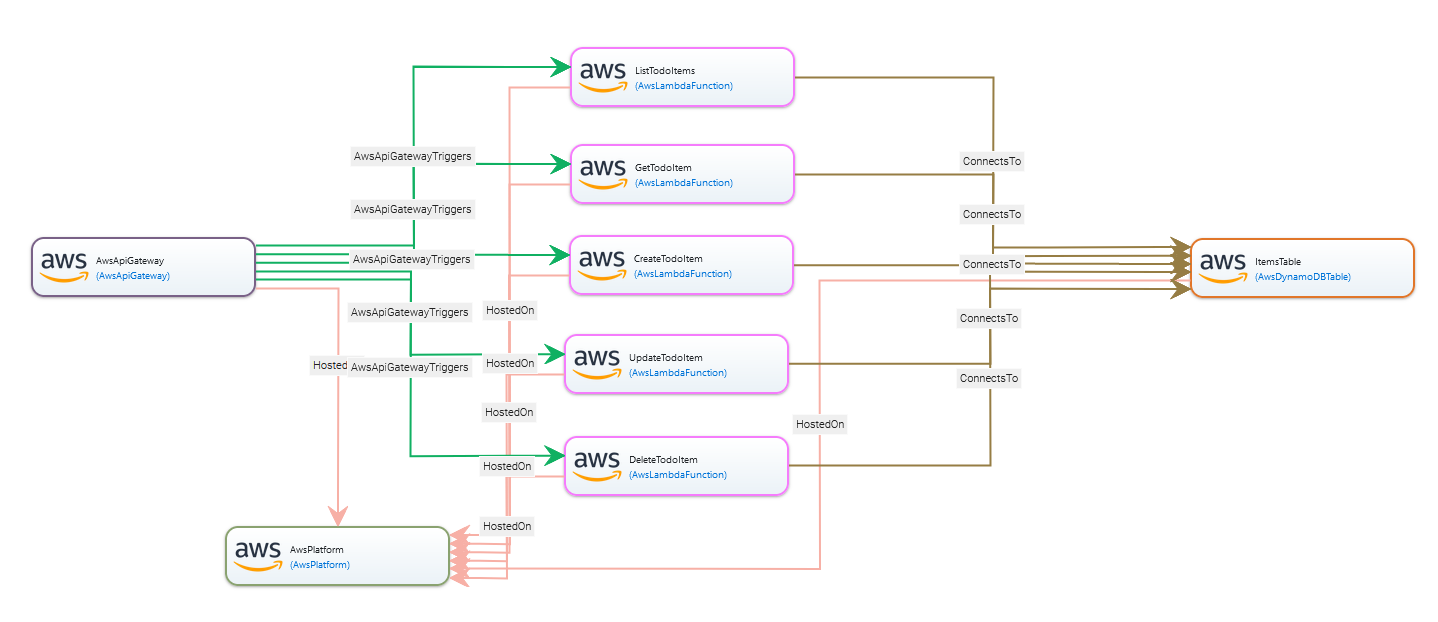 aws
ListTodoItems
(AwsLambdaFunction)
AwsApiGatewayTriggers
aws
GetTodoItem
(AwsLambdaFunction)
ConnectsTo
AwsApiGatewayTriggers
ConnectsTo
aws
AwsApiGateway
(AwsApiGateway)
AwsApiGatewayTriggers
aws
CreateTodoItem
(AwsLambdaFunction)
ConnectsTo
aws
ItemsTable
(AwsDynamoDBTable)
AwsApiGatewayTriggers
HostedOn
ConnectsTo
Hosted
AwsApiGatewayTriggers
HostedOn
aws
UpdateTodoItem
(AwsLambdaFunction)
ConnectsTo
HostedOn
HostedOn
HostedOn
aws
DeleteTodoItem
(AwsLambdaFunction)
HostedOn
aws
AwsPlatform
(AwsPlatform)